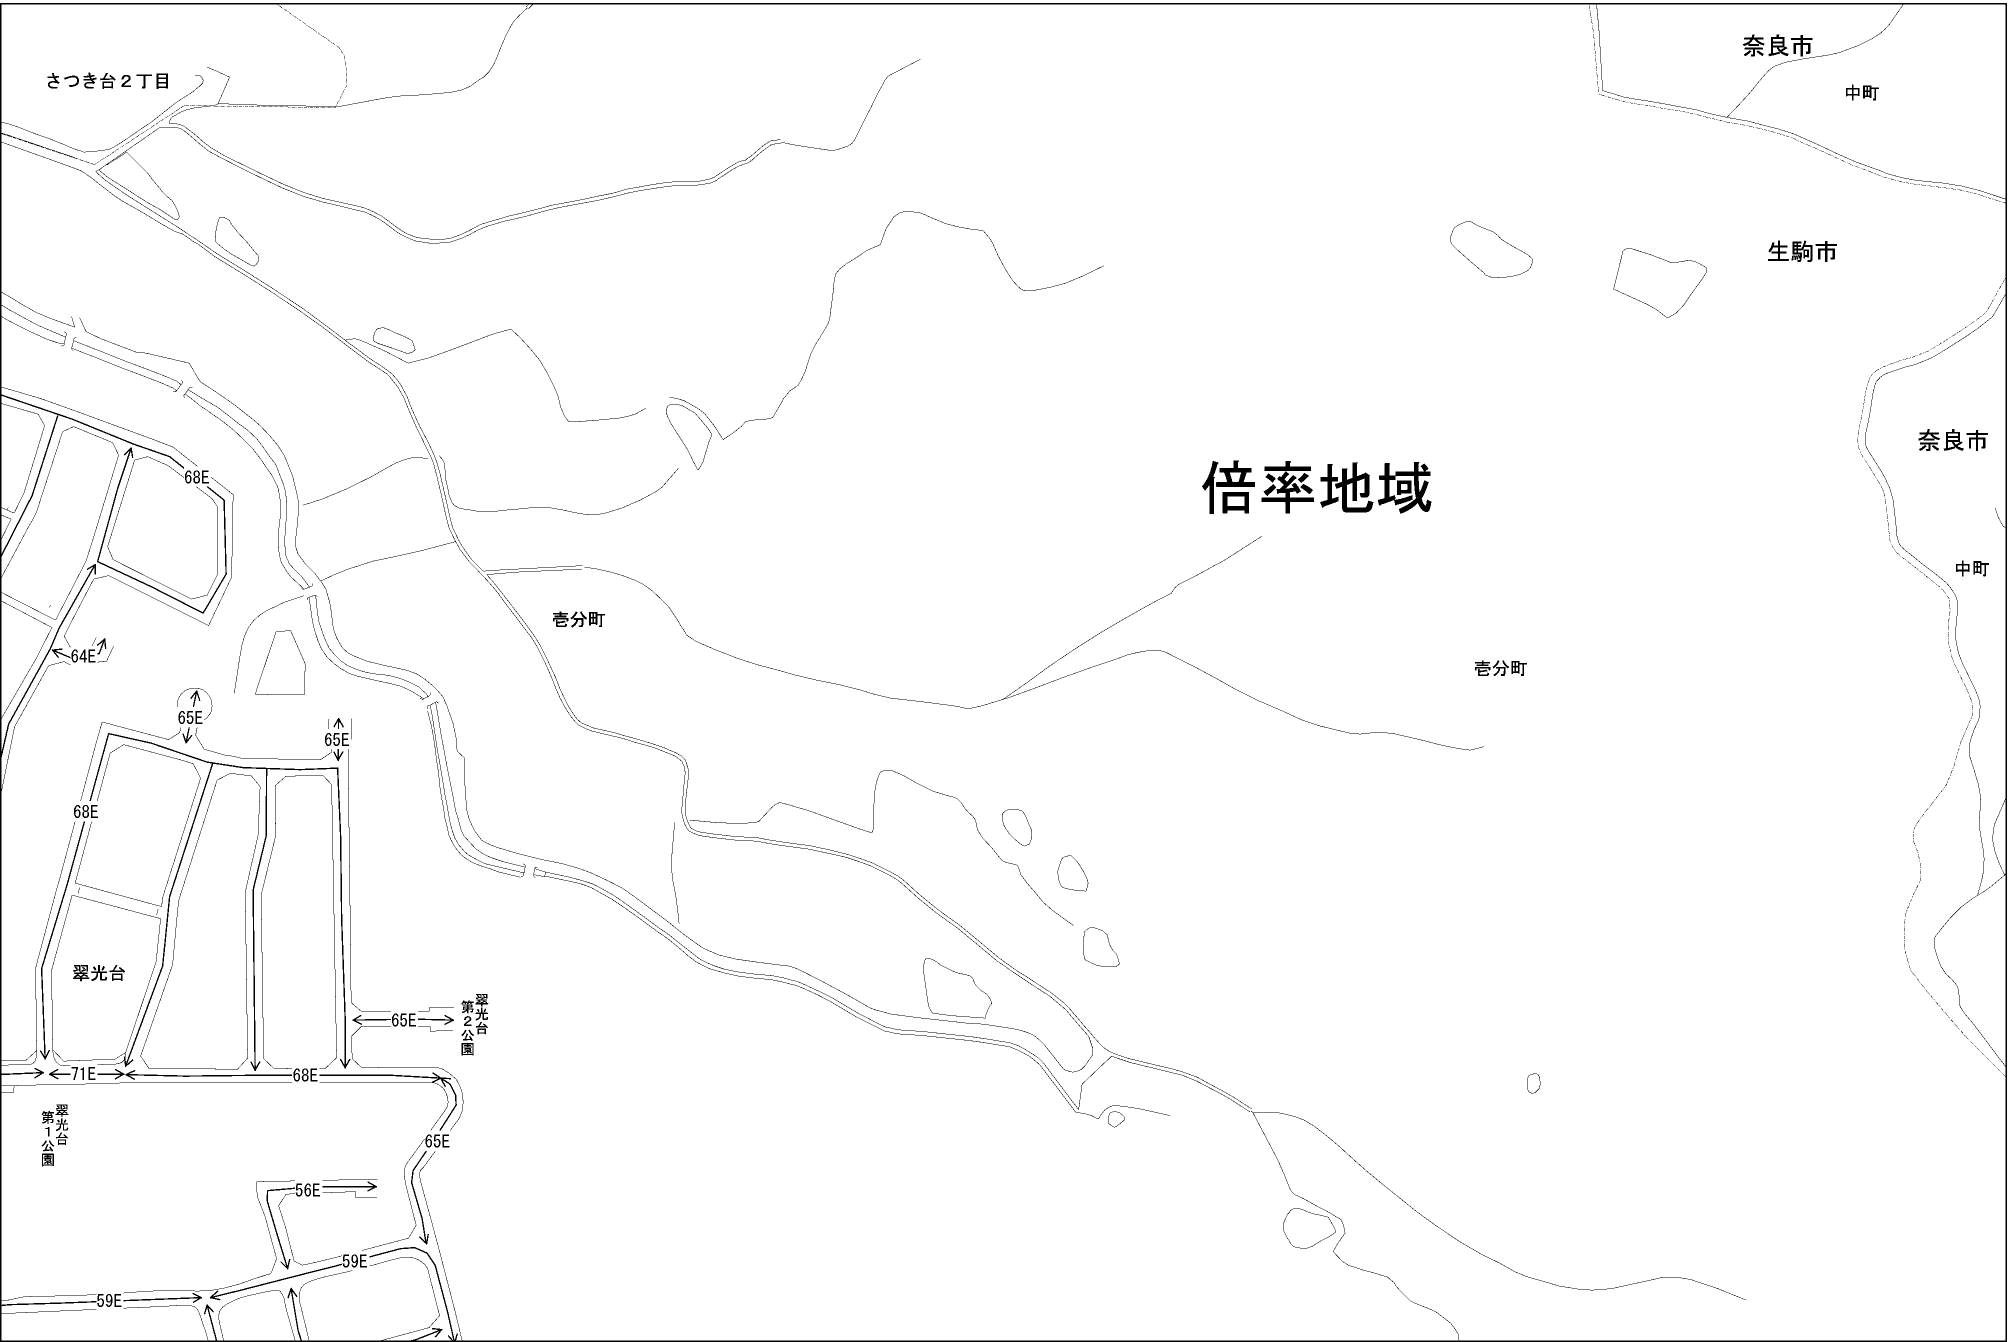 奈良市
さつき台２丁目
中町
生駒市
奈良市
68E
倍率地域
中町
壱分町
64E
壱分町
65E
65E
68E
翠光台
65E
翠光台
第２公園
71E
68E
翠光台
第１公園
65E
56E
59E
59E